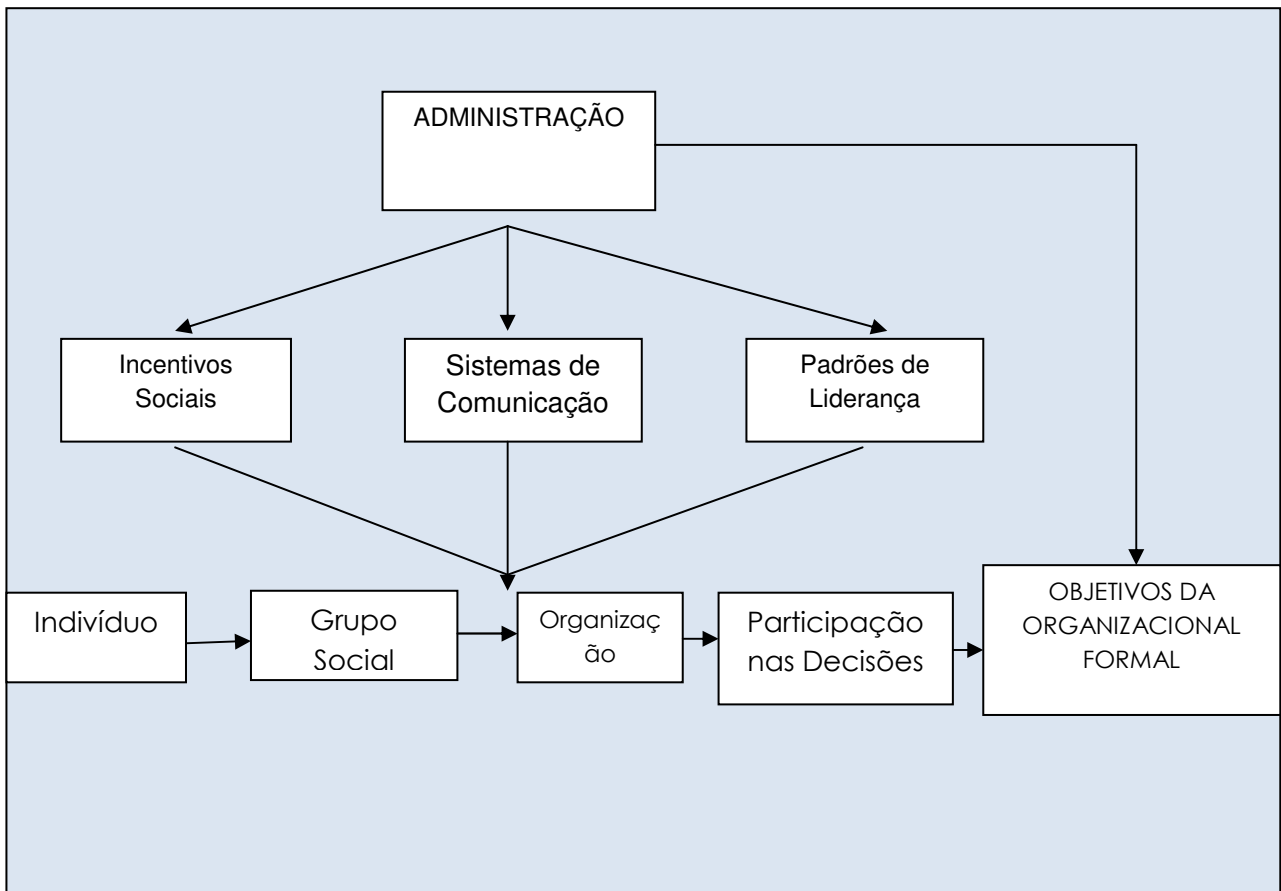 ADMINISTRAÇÃO
Incentivos
Sociais
Sistemas de
Comunicação
Padrões de
Liderança
Indivíduo
Grupo
Social
Organizaç
ão
Participação
nas Decisões
OBJETIVOS DA
ORGANIZACIONAL
FORMAL